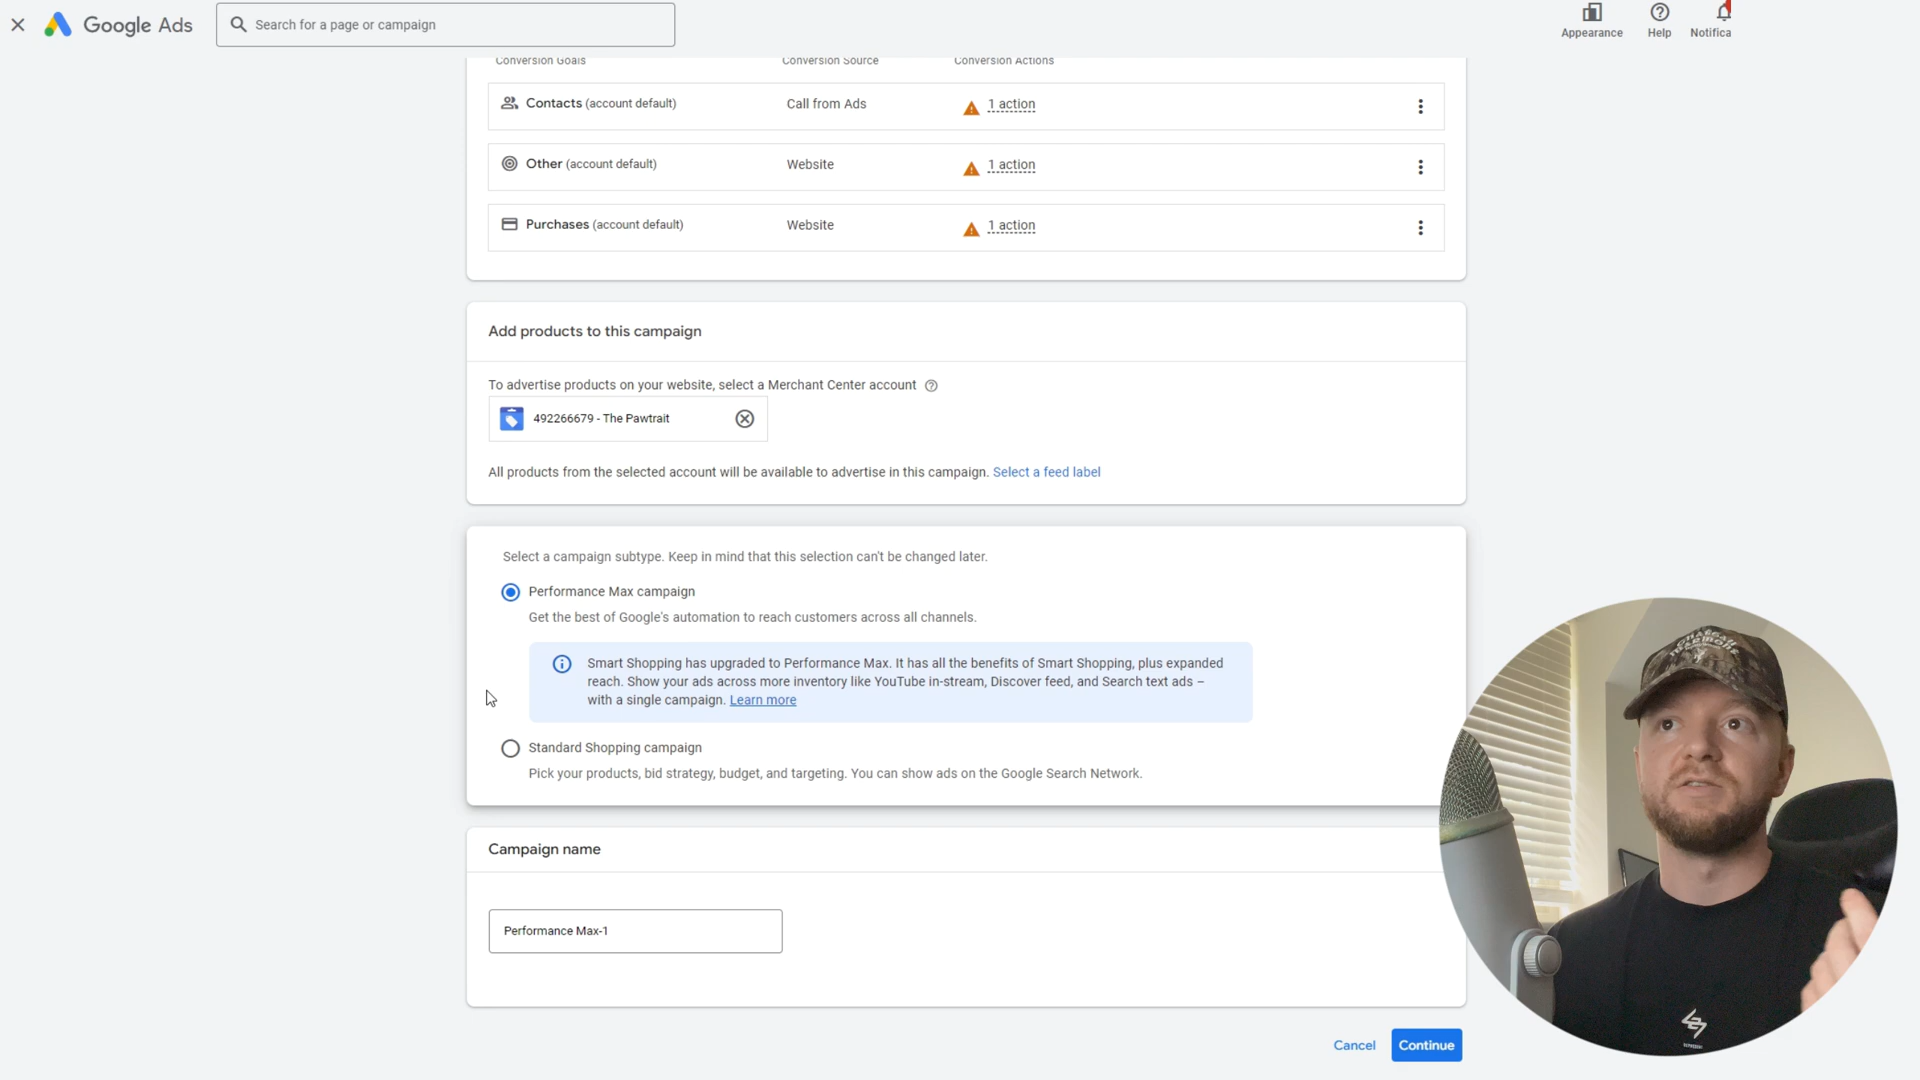 Google Ads
Search for a page or campaign
Appearance
Help
Notifica
Conversion Goals
Conversion Source
Conversion Actions
Contacts (account default)
Call from Ads
1 action
Other (account default)
Website
1 action
Purchases (account default)
Website
1 action
Add products to this campaign
To advertise products on your website, select a Merchant Center account
492266679 - The Pawtrait
All products from the selected account will be available to advertise in this campaign. Select a feed label
Select a campaign subtype. Keep in mind that this selection can't be changed later.
Performance Max campaign
Get the best of Google's automation to reach customers across all channels.
Smart Shopping has upgraded to Performance Max. It has all the benefits of Smart Shopping, plus expanded
reach. Show your ads across more inventory like YouTube in-stream, Discover feed, and Search text ads –
with a single campaign. Learn more
Standard Shopping campaign
Pick your products, bid strategy, budget, and targeting. You can show ads on the Google Search Network.
Campaign name
Performance Max-1
Cancel
Continue